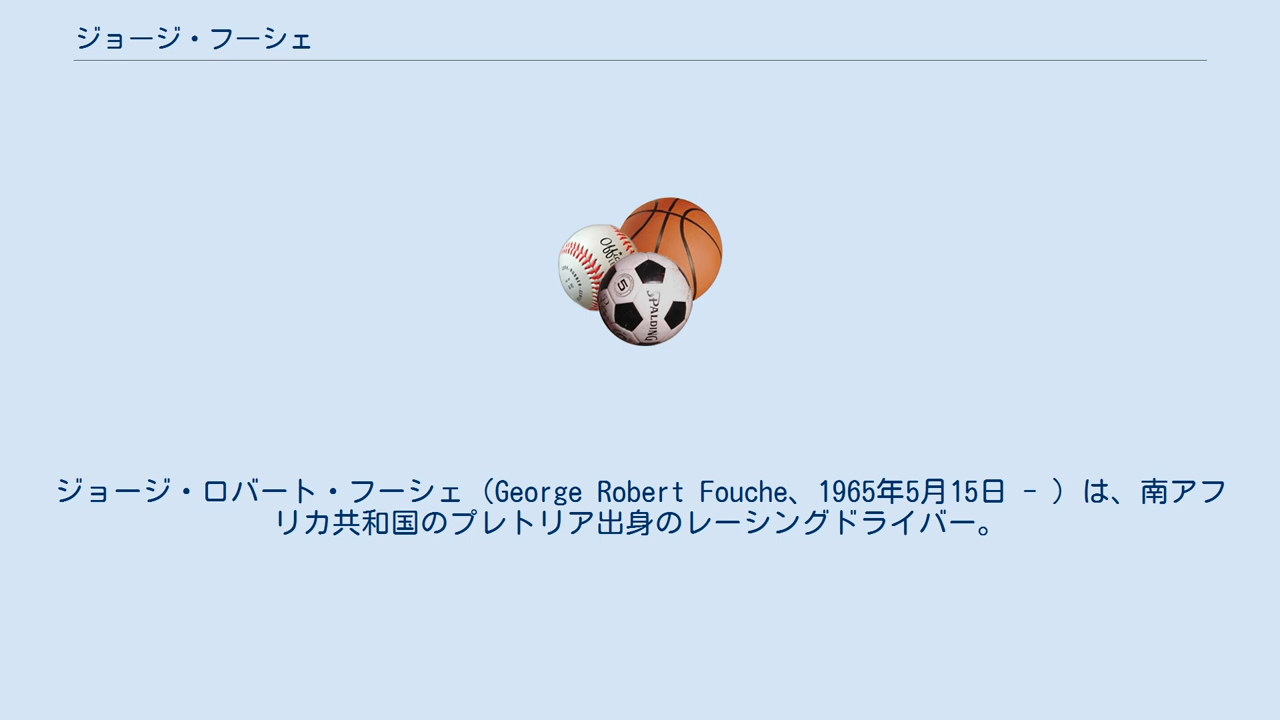 ジョージ・フーシェ
SPALDING
5
ジョージ・ロバート・フーシェ（George Robert Fouche、1965年5月15日 - ）は、南アフ
リカ共和国のプレトリア出身のレーシングドライバー。